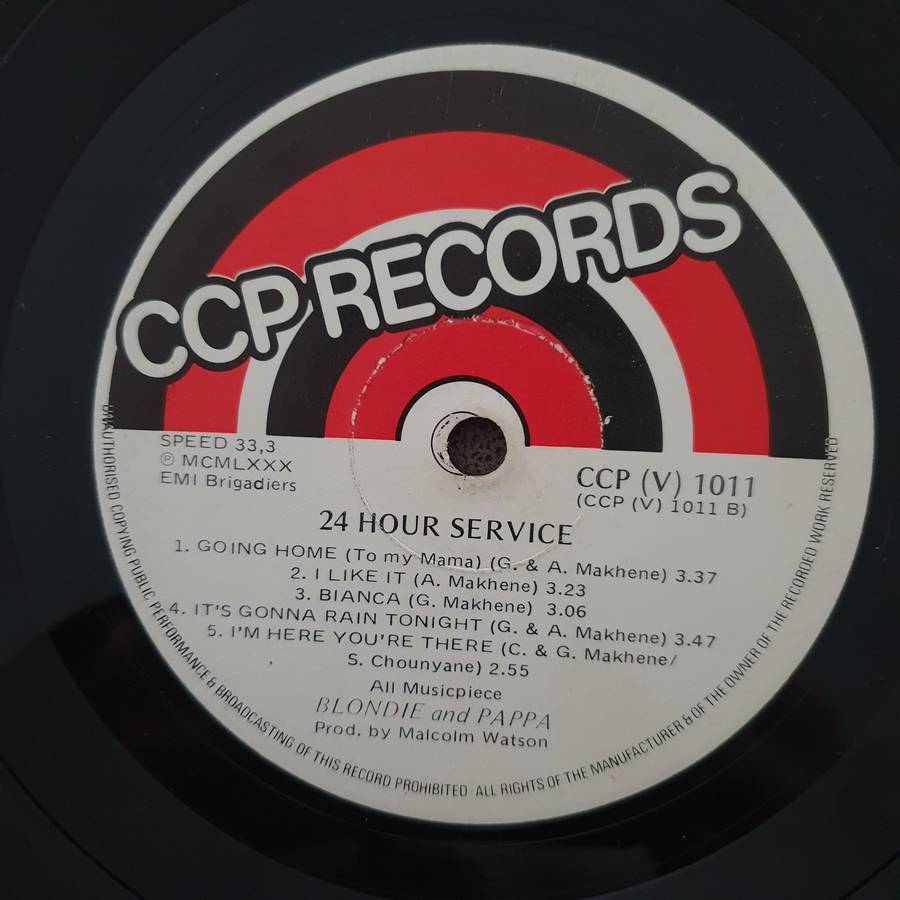 CCP RECORDS
SPEED 33,3
℗ MCMLXXX
EMI Brigadiers
CCP (V) 1011
(CCP (V) 1011 B)
24 HOUR SERVICE
1. GOING HOME (To my Mama) (G. & A. Makhene) 3.37
2. I LIKE IT (A. Makhene) 3.23
3. BIANCA (G. Makhene) 3.06
4. IT'S GONNA RAIN TONIGHT (G. & A. Makhene) 3.47
5. I'M HERE YOU'RE THERE (C. & G. Makhene/
S. Chounyane) 2.55
All Musicpiece
BLONDIE and PAPPA
Prod. by Malcolm Watson
UNAUTHORISED COPYING PUBLIC PERFORMANCE & BROADCASTING OF THIS RECORD PROHIBITED · ALL RIGHTS OF THE MANUFACTURER & OF THE OWNER OF THE RECORDED WORK RESERVED